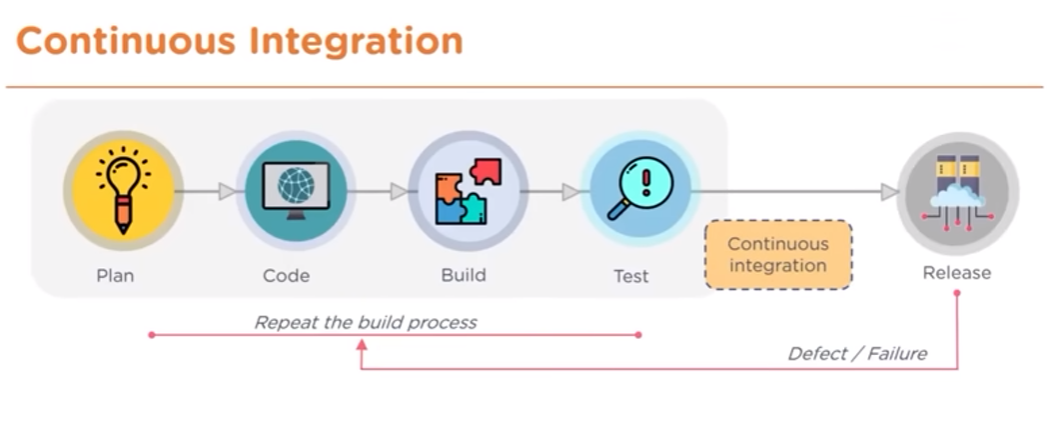 Continuous Integration
Plan
Code
Build
Test
Continuous
integration
Release
Repeat the build process
Defect / Failure